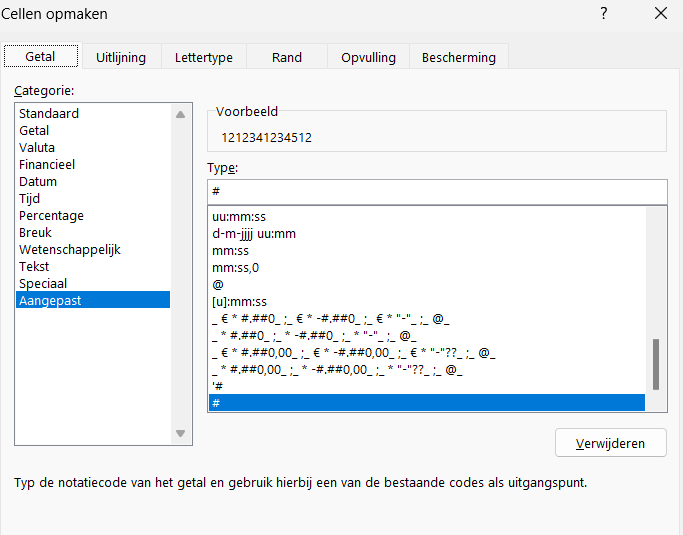 Cellen opmaken ? ×
Getal Uitlijning Lettertype Rand Opvulling Bescherming
Categorie:
Standaard
Getal
Valuta
Financieel
Datum
Tijd
Percentage
Breuk
Wetenschappelijk
Tekst
Speciaal
Aangepast
Voorbeeld
1212341234512
Type:
#
uu:mm:ss
d-m-jjjj uu:mm
mm:ss
mm:ss,0
@
[u]:mm:ss
_ € * #.##0_ ;_ € * -#.##0_ ;_ € * "-"_ ;_ @_
_ * #.##0_ ;_ * -#.##0_ ;_ * "-"_ ;_ @_
_ € * #.##0,00_ ;_ € * -#.##0,00_ ;_ € * "-"??_ ;_ @_
_ * #.##0,00_ ;_ * -#.##0,00_ ;_ * "-"??_ ;_ @_
'#
#
Verwijderen
Typ de notatiecode van het getal en gebruik hierbij een van de bestaande codes als uitgangspunt.